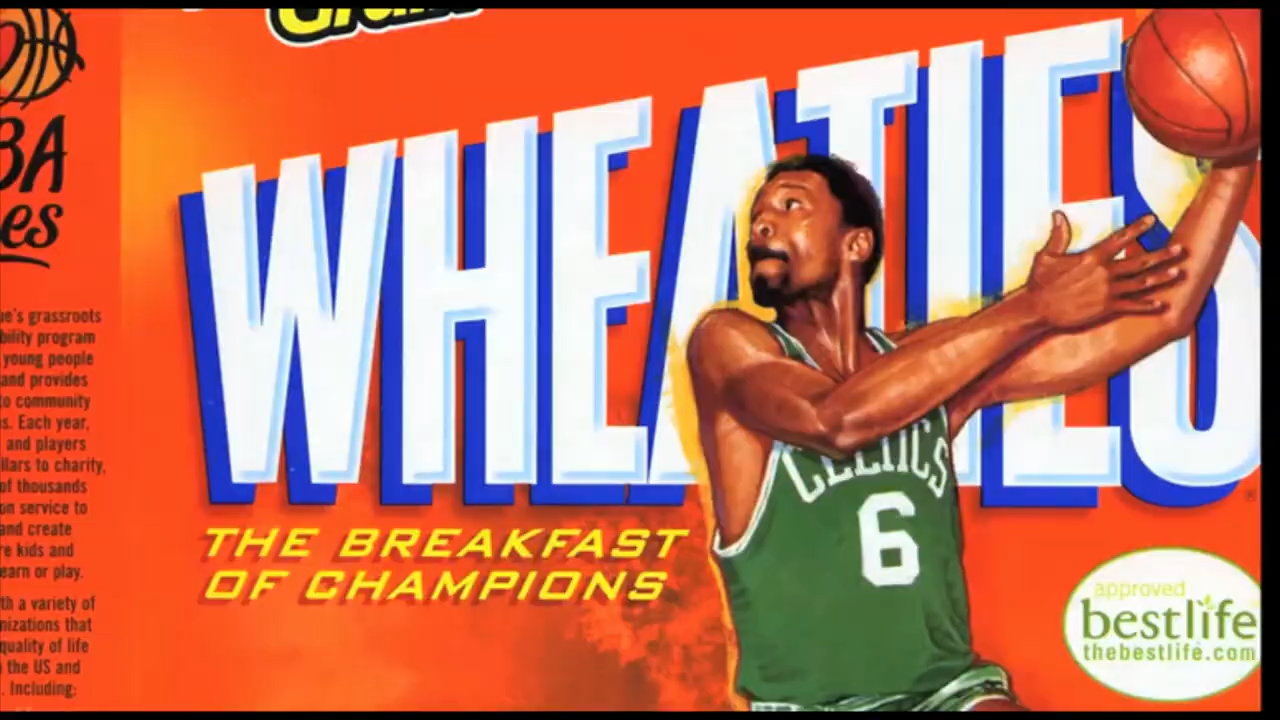 WHEATIES
THE BREAKFAST
OF CHAMPIONS
CELTICS
6
approved
bestlife
thebestlife.com
BA
es
ue's grassroots
bility program
young people
and provides
to community
s. Each year,
and players
llars to charity,
of thousands
on service to
and create
re kids and
earn or play.
th a variety of
nizations that
quality of life
the US and
. Including: